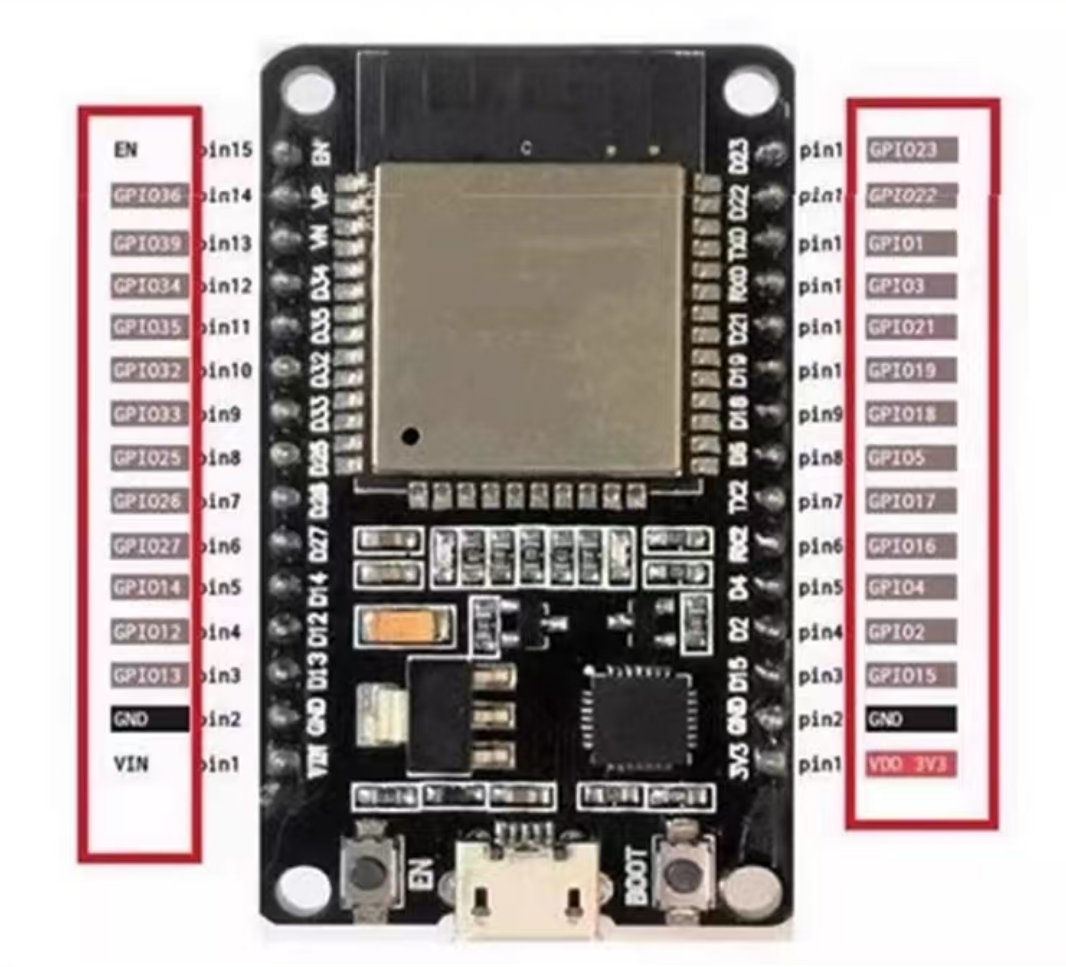 EN pin15 EN D23 pin1 GPIO23
GPIO36 pin14 VP D22 pin1 GPIO22
GPIO39 pin13 VN TX0 pin1 GPIO1
GPIO34 pin12 D34 RX0 pin1 GPIO3
GPIO35 pin11 D35 D21 pin1 GPIO21
GPIO32 pin10 D32 D19 pin1 GPIO19
GPIO33 pin9 D33 D18 pin9 GPIO18
GPIO25 pin8 D25 D5 pin8 GPIO5
GPIO26 pin7 D26 TX2 pin7 GPIO17
GPIO27 pin6 D27 RX2 pin6 GPIO16
GPIO14 pin5 D14 D4 pin5 GPIO4
GPIO12 pin4 D12 D2 pin4 GPIO2
GPIO13 pin3 D13 D15 pin3 GPIO15
GND pin2 GND GND pin2 GND
VIN pin1 VIN 3V3 pin1 VDD 3V3
EN BOOT